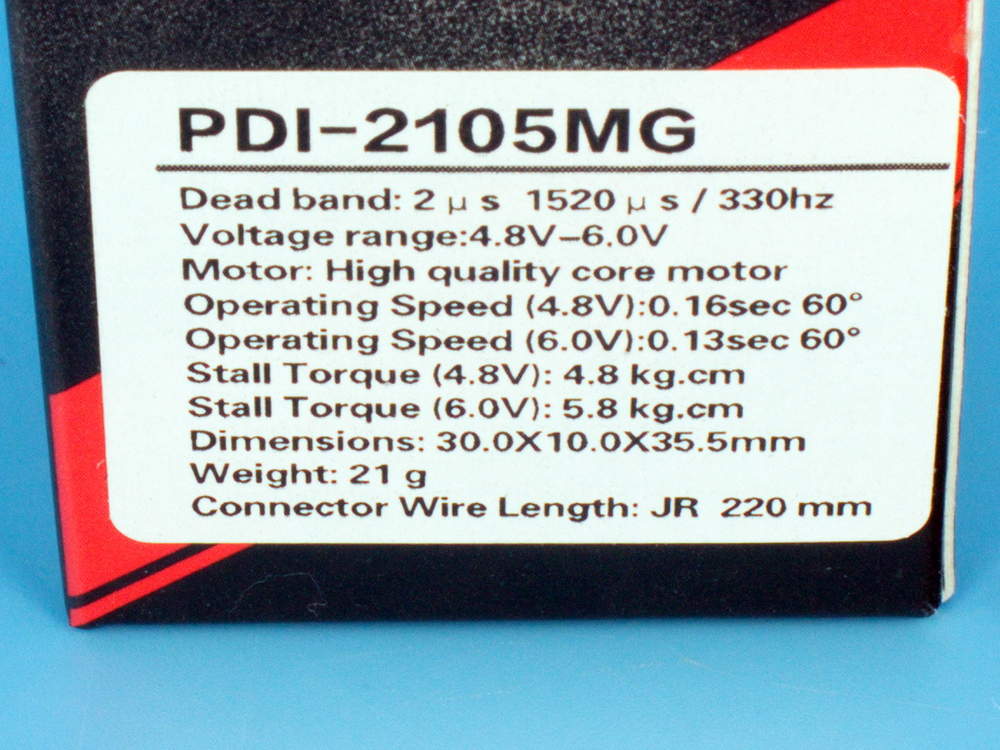 PDI-2105MG
Dead band: 2 μ s 1520 μ s / 330hz
Voltage range:4.8V-6.0V
Motor: High quality core motor
Operating Speed (4.8V):0.16sec 60°
Operating Speed (6.0V):0.13sec 60°
Stall Torque (4.8V): 4.8 kg.cm
Stall Torque (6.0V): 5.8 kg.cm
Dimensions: 30.0X10.0X35.5mm
Weight: 21 g
Connector Wire Length: JR 220 mm